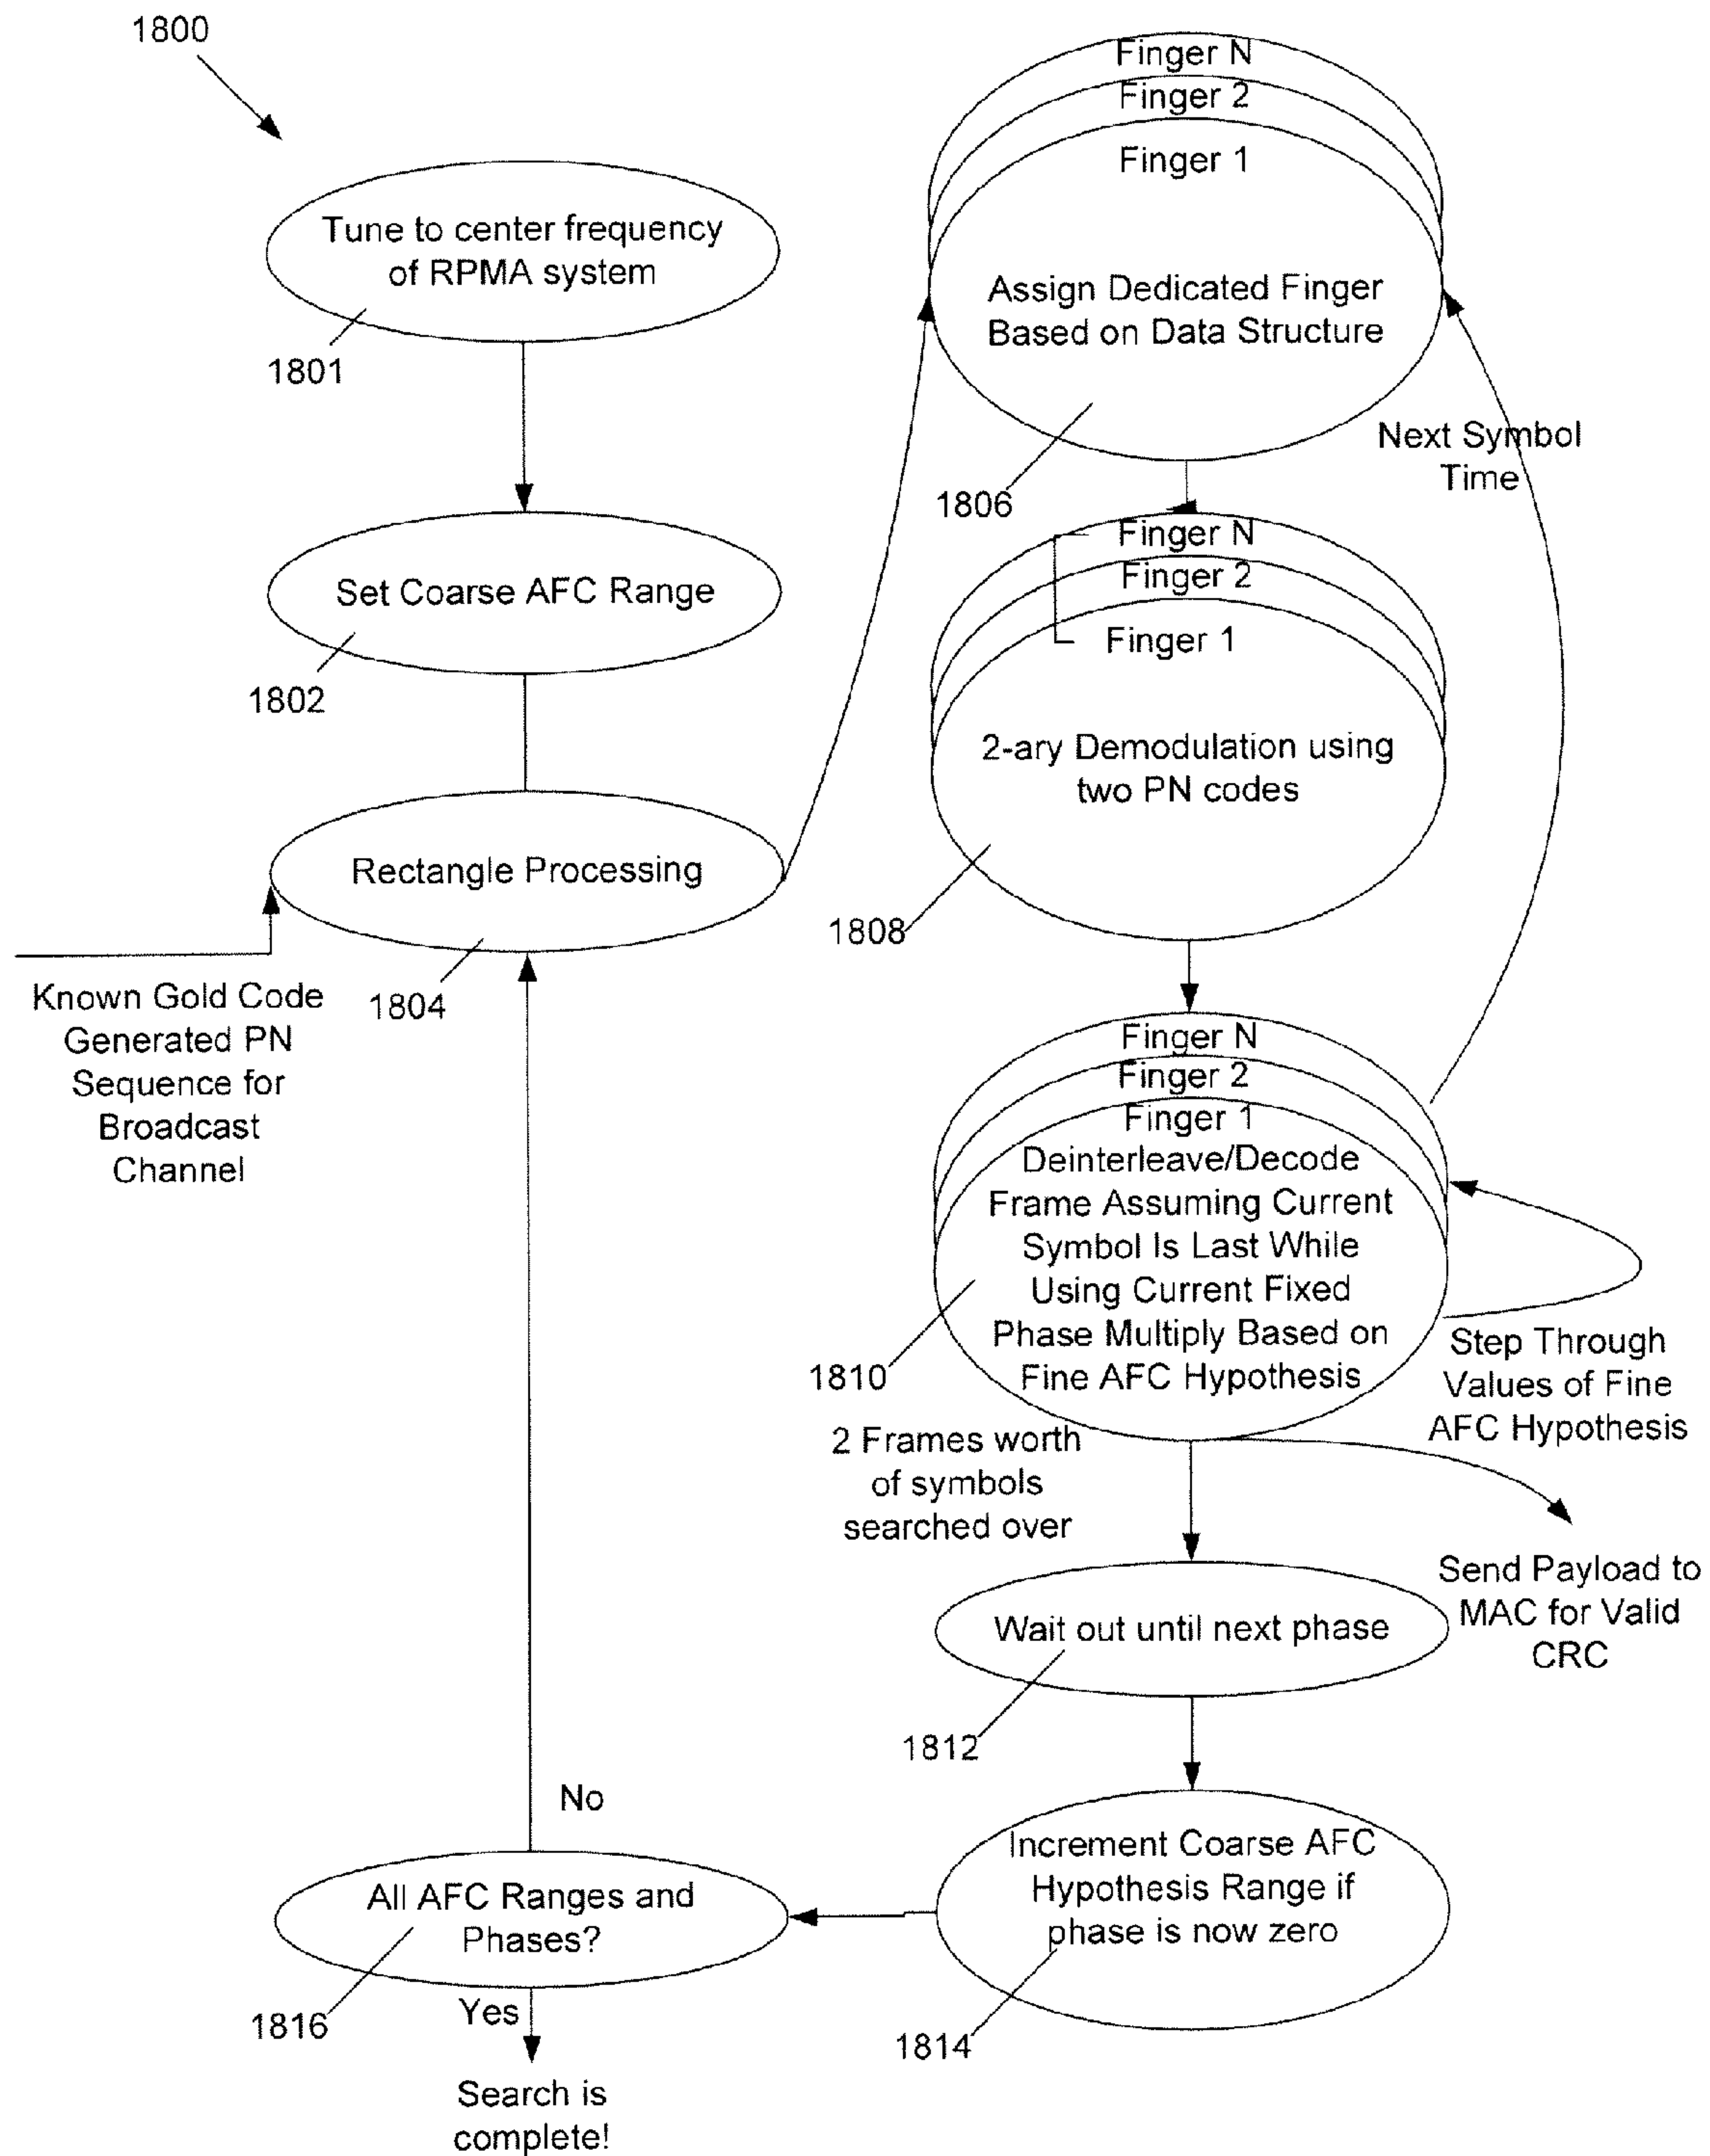 1800
Tune to center frequency
of RPMA system
1801
Set Coarse AFC Range
1802
Rectangle Processing
1804
Known Gold Code
Generated PN
Sequence for
Broadcast
Channel
Finger N
Finger 2
Finger 1
Assign Dedicated Finger
Based on Data Structure
1806
Next Symbol
Time
Finger N
Finger 2
Finger 1
2-ary Demodulation using
two PN codes
1808
Finger N
Finger 2
Finger 1
Deinterleave/Decode
Frame Assuming Current
Symbol Is Last While
Using Current Fixed
Phase Multiply Based on
Fine AFC Hypothesis
1810
Step Through
Values of Fine
AFC Hypothesis
2 Frames worth
of symbols
searched over
Send Payload to
MAC for Valid
CRC
Wait out until next phase
1812
Increment Coarse AFC
Hypothesis Range if
phase is now zero
1814
No
All AFC Ranges and
Phases?
1816
Yes
Search is
complete!